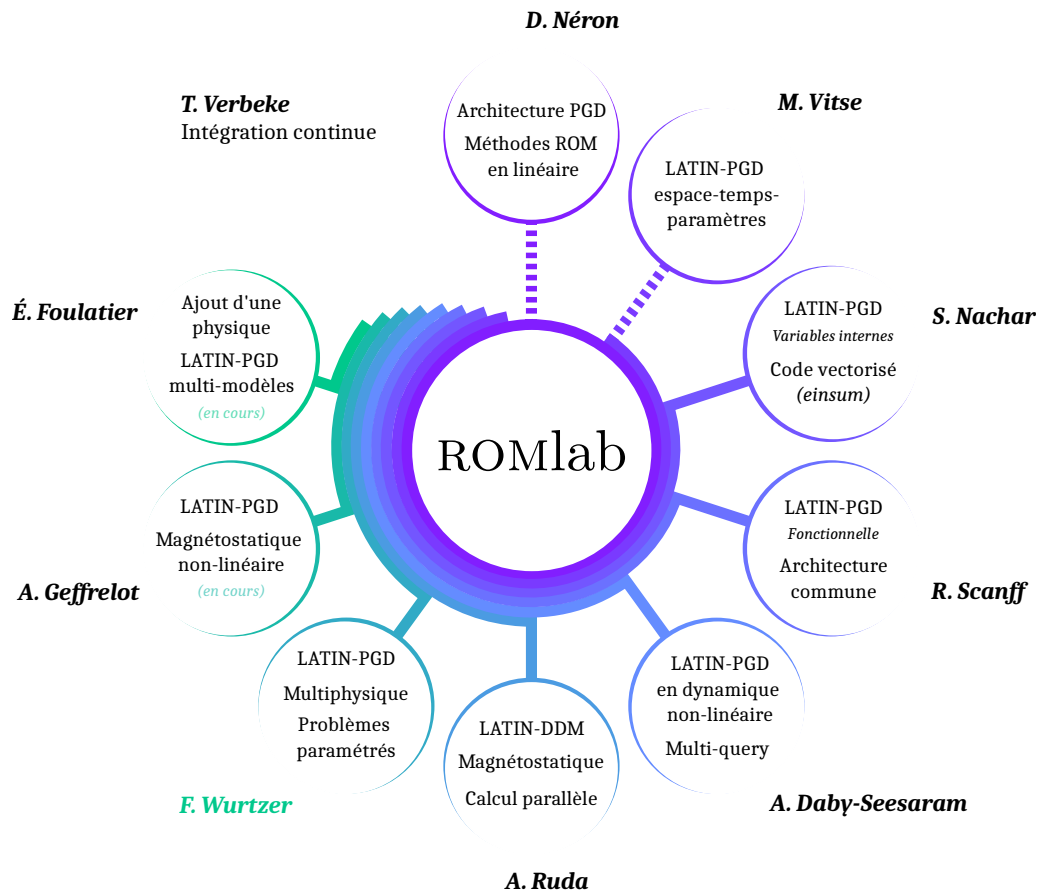 D. Néron
Architecture PGD
Méthodes ROM
en linéaire
M. Vitse
LATIN-PGD
espace-temps-
paramètres
S. Nachar
LATIN-PGD
Variables internes
Code vectorisé
(einsum)
R. Scanff
LATIN-PGD
Fonctionnelle
Architecture
commune
A. Daby-Seesaram
LATIN-PGD
en dynamique
non-linéaire
Multi-query
A. Ruda
LATIN-DDM
Magnétostatique
Calcul parallèle
F. Wurtzer
LATIN-PGD
Multiphysique
Problèmes
paramétrés
A. Geffrelot
LATIN-PGD
Magnétostatique
non-linéaire
(en cours)
É. Foulatier
Ajout d'une
physique
LATIN-PGD
multi-modèles
(en cours)
T. Verbeke
Intégration continue
ROMlab